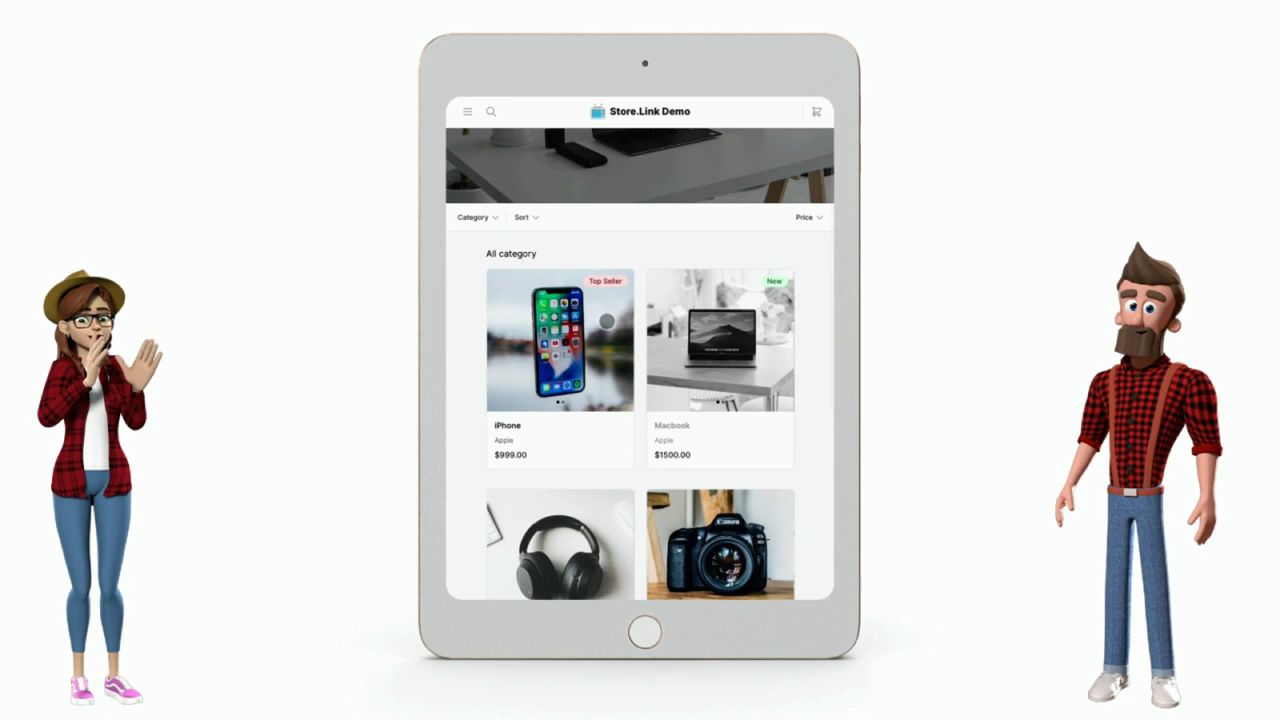 Store.Link Demo
Category
Sort
Price
All category
Top Seller
New
iPhone
Apple
$999.00
Macbook
Apple
$1500.00
Canon